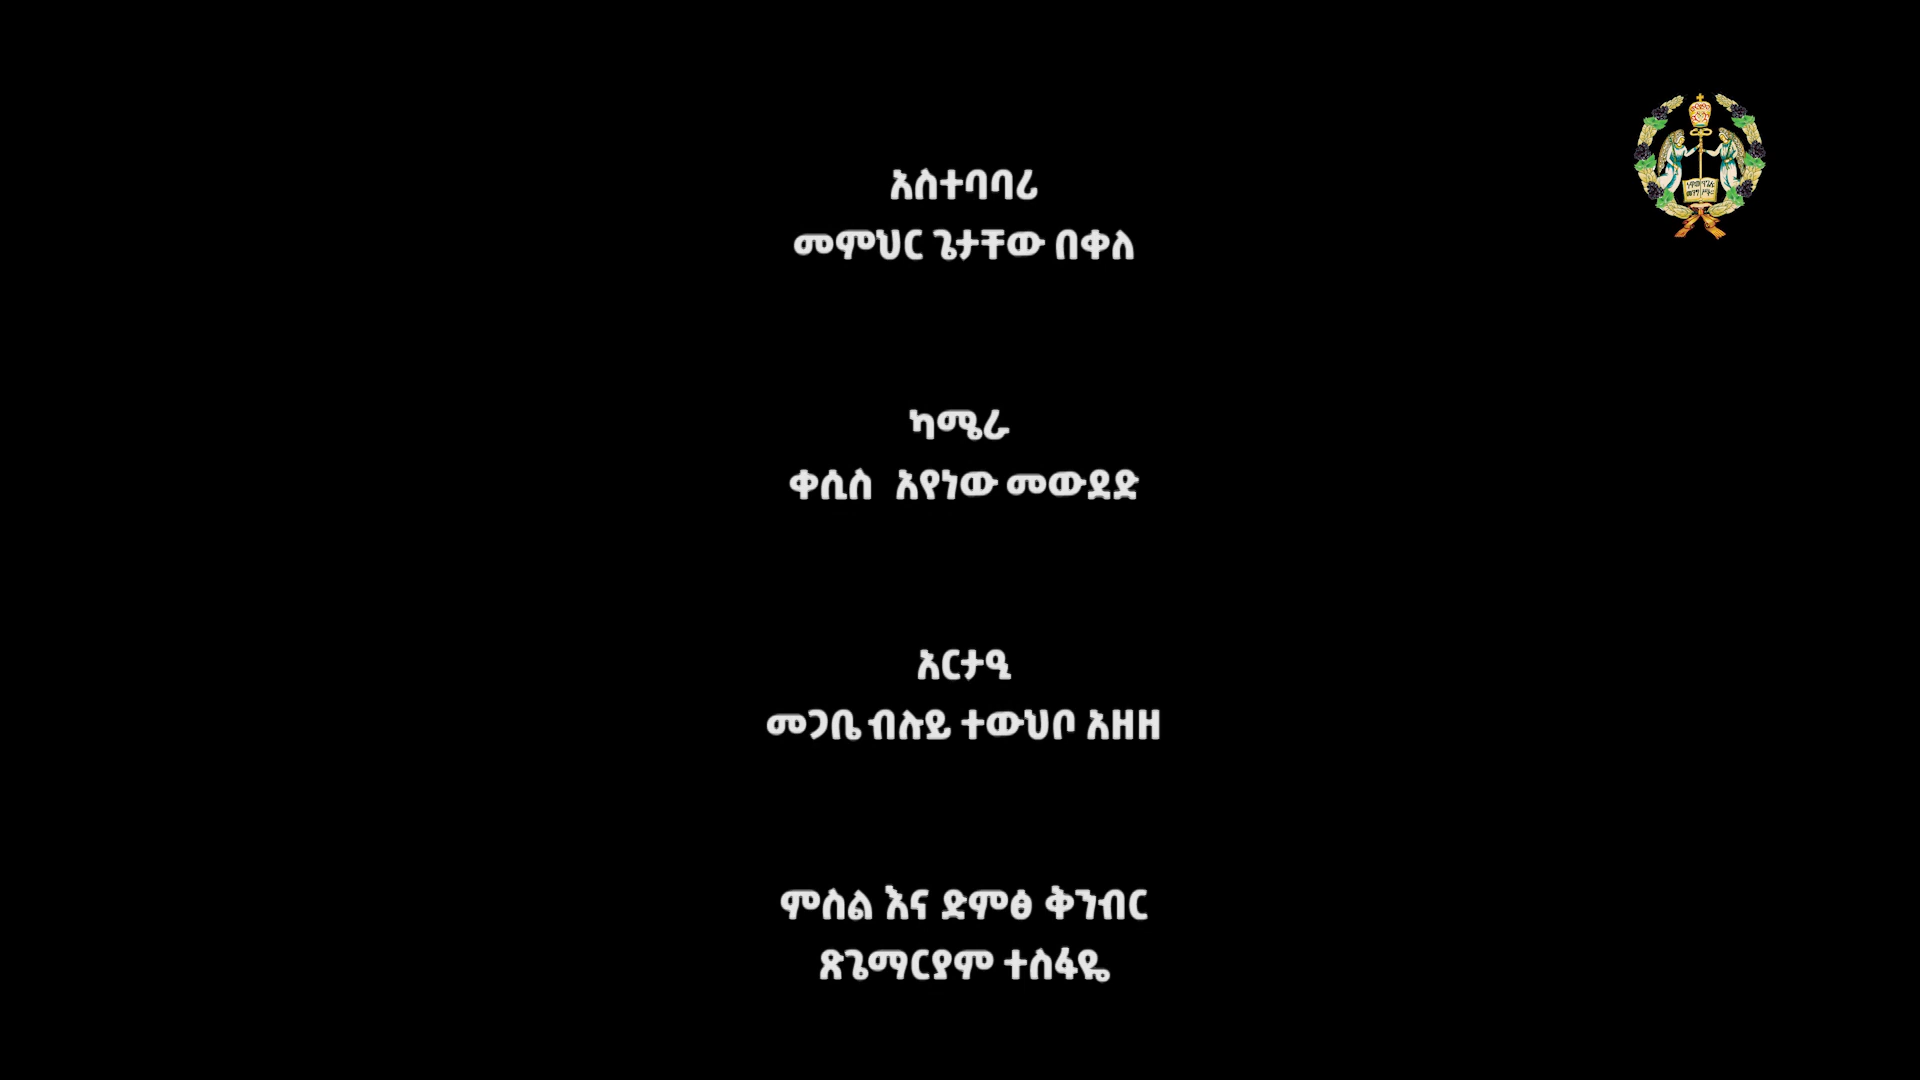 አስተባባሪ
መምህር ጌታቸው በቀለ
ካሜራ
ቀሲስ አየነው መውደድ
አርታዒ
መጋቤ ብሉይ ተውህቦ አዘዘ
ምስል እና ድምፅ ቅንብር
ጽጌማርያም ተስፋዬ